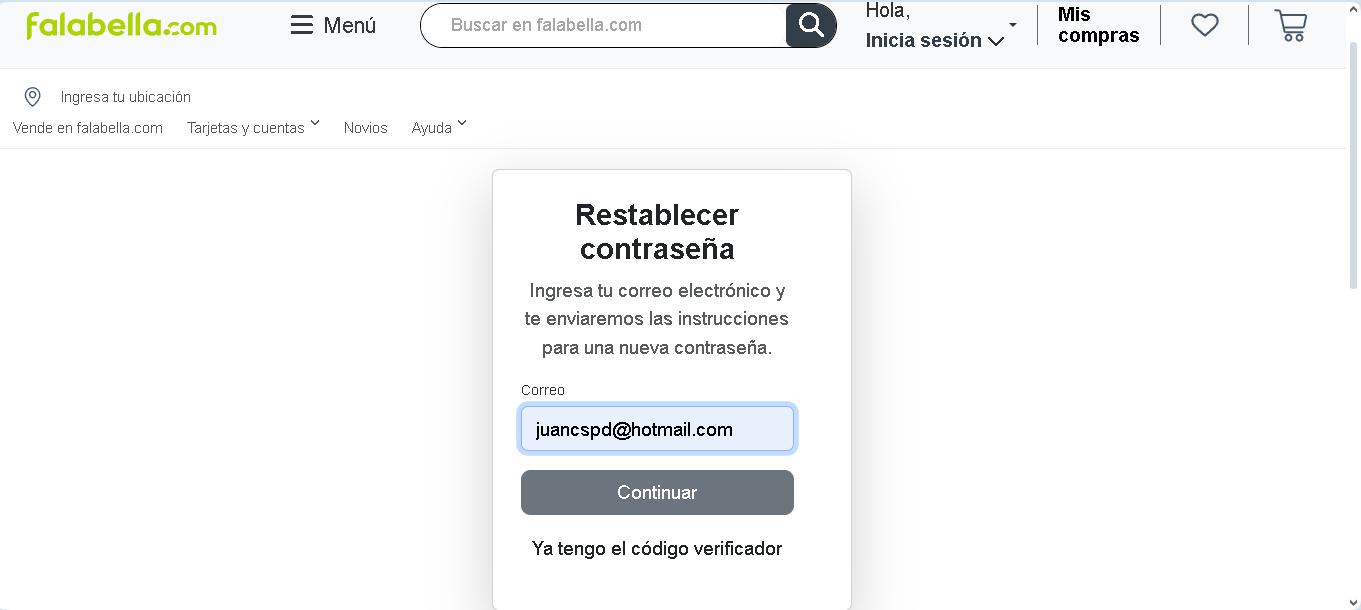 falabella.com
Menú
Buscar en falabella.com
Hola,
Inicia sesión
Mis
compras
Ingresa tu ubicación
Vende en falabella.com
Tarjetas y cuentas
Novios
Ayuda
Restablecer
contraseña
Ingresa tu correo electrónico y
te enviaremos las instrucciones
para una nueva contraseña.
Correo
juancspd@hotmail.com
Continuar
Ya tengo el código verificador